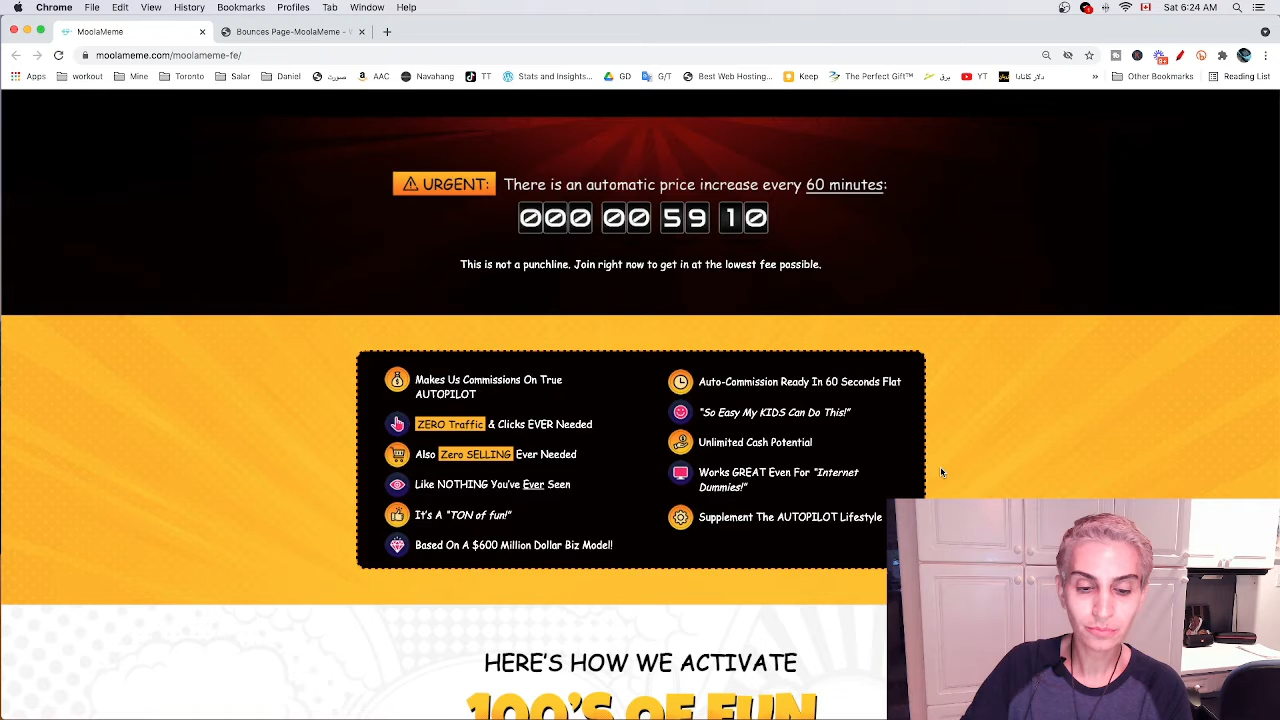 Chrome File Edit View History Bookmarks Profiles Tab Window Help
Sat 6:24 AM
MoolaMeme
Bounces Page-MoolaMeme -
moolameme.com/moolameme-fe/
Apps workout Mine Toronto Solar Daniel صورت AAC Navahang TT Stats and Insights... GD G/T Best Web Hosting... Keep The Perfect Gift™ برق YT » Other Bookmarks Reading List
URGENT: There is an automatic price increase every 60 minutes:
000 00 59 10
This is not a punchline. Join right now to get in at the lowest fee possible.
Makes Us Commissions On True
AUTOPILOT
ZERO Traffic & Clicks EVER Needed
Also Zero SELLING Ever Needed
Like NOTHING You've Ever Seen
It's A "TON of fun!"
Based On A $600 Million Dollar Biz Model!
Auto-Commission Ready In 60 Seconds Flat
"So Easy My KIDS Can Do This!"
Unlimited Cash Potential
Works GREAT Even For "Internet
Dummies!"
Supplement The AUTOPILOT Lifestyle
HERE'S HOW WE ACTIVATE
100'S OF FUN